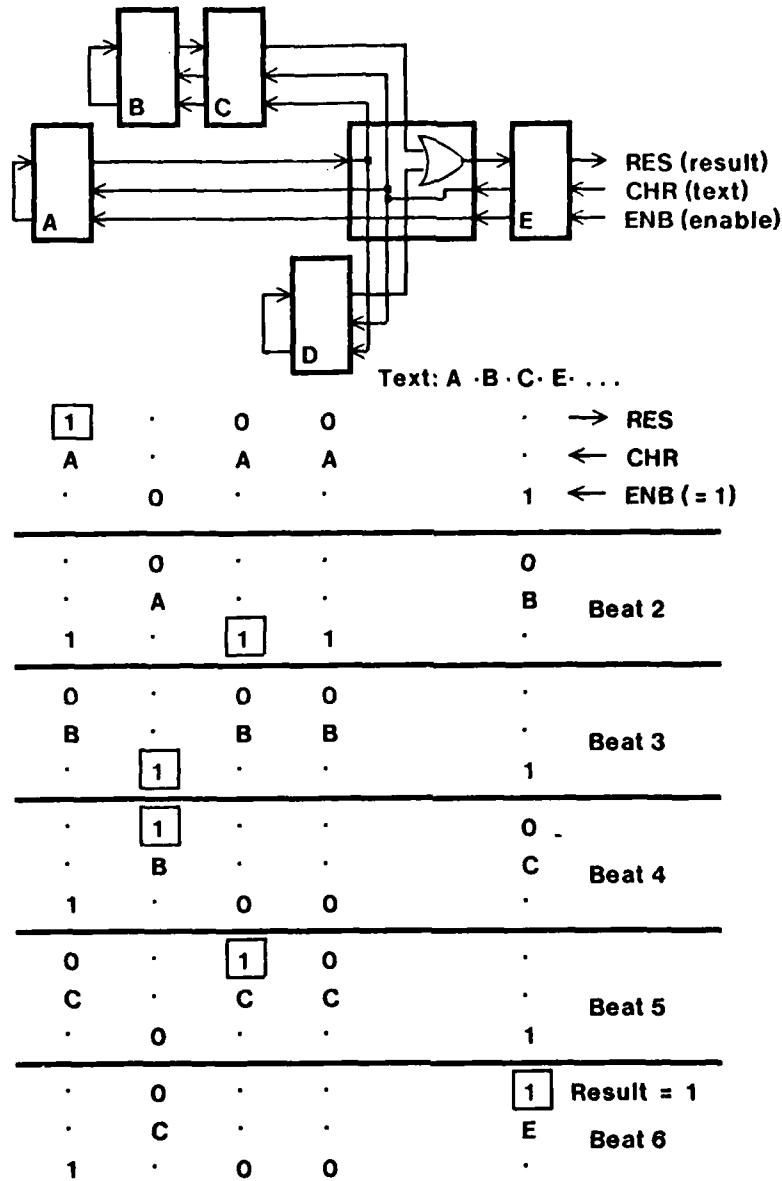 B C
RES (result)
CHR (text)
A E ENB (enable)
D
Text: A · B · C · E · ...
1 · 0 0 · → RES
A · A A · ← CHR
· 0 · · 1 ← ENB (= 1)
· 0 · · 0
· A · · B Beat 2
1 · 1 1 ·
0 · 0 0 ·
B · B B · Beat 3
· 1 · · 1
· 1 · · 0
· B · · C Beat 4
1 · 0 0 ·
0 · 1 0 ·
C · C C · Beat 5
· 0 · · 1
· 0 · · 1 Result = 1
· C · · E Beat 6
1 · 0 0 ·